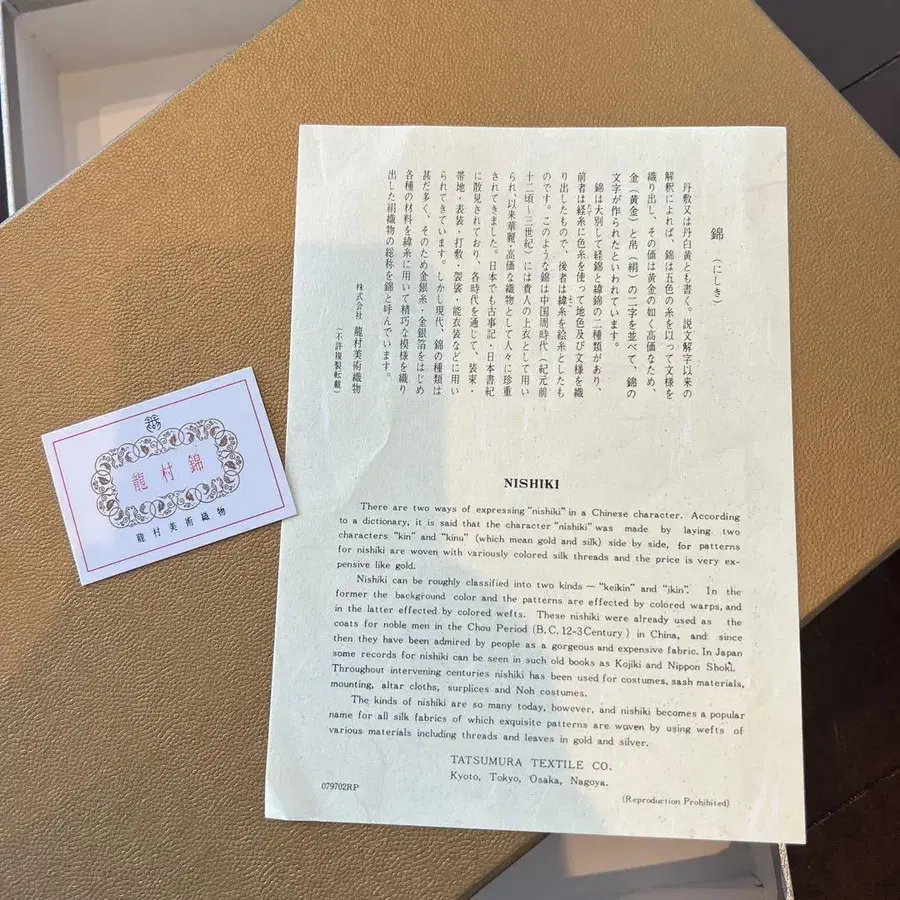 錦 (にしき)
丹敷又は丹白黄とも書く。説文解字以来の
解釈によれば、錦は五色の糸を以って文様を
織り出し、その価は黄金の如く高価なため、
金(黄金)と帛(絹)の二字を並べて、錦の
文字が作られたといわれています。
錦は大別して経錦と緯錦の二種類があり、
前者は経糸に色糸を使って地色及び文様を織
り出したもので、後者は緯糸を絵糸としたも
のです。このような錦は中国周時代(紀元前
十二頃〜三世紀)には貴人の上衣として用い
られ、以来華麗・高価な織物として人々に珍重
されてきました。日本でも古事記・日本書紀
に散見されており、各時代を通じて、装束・
帯地・表装・打敷・袈裟・能衣装などに用い
られてきています。しかし現代、錦の種類は
甚だ多く、そのため金銀糸・金銀箔をはじめ
各種の材料を緯糸に用いて精巧な模様を織り
出した絹織物の総称を錦と呼んでいます。
株式会社 龍村美術織物
(不許複製転載)
龍村錦
龍村美術織物
NISHIKI
There are two ways of expressing "nishiki" in a Chinese character. According
to a dictionary, it is said that the character "nishiki" was made by laying two
characters "kin" and "kinu" (which mean gold and silk) side by side, for patterns
for nishiki are woven with variously colored silk threads and the price is very ex-
pensive like gold.
Nishiki can be roughly classified into two kinds — "keikin" and "ikin". In the
former the background color and the patterns are effected by colored warps, and
in the latter effected by colored wefts. These nishiki were already used as the
coats for noble men in the Chou Period (B.C. 12-3 Century) in China, and since
then they have been admired by people as a gorgeous and expensive fabric. In Japan
some records for nishiki can be seen in such old books as Kojiki and Nippon Shoki.
Throughout intervening centuries nishiki has been used for costumes, sash materials,
mounting, altar cloths, surplices and Noh costumes.
The kinds of nishiki are so many today, however, and nishiki becomes a popular
name for all silk fabrics of which exquisite patterns are woven by using wefts of
various materials including threads and leaves in gold and silver.
TATSUMURA TEXTILE CO.
Kyoto, Tokyo, Osaka, Nagoya.
079702RP
(Reproduction Prohibited)